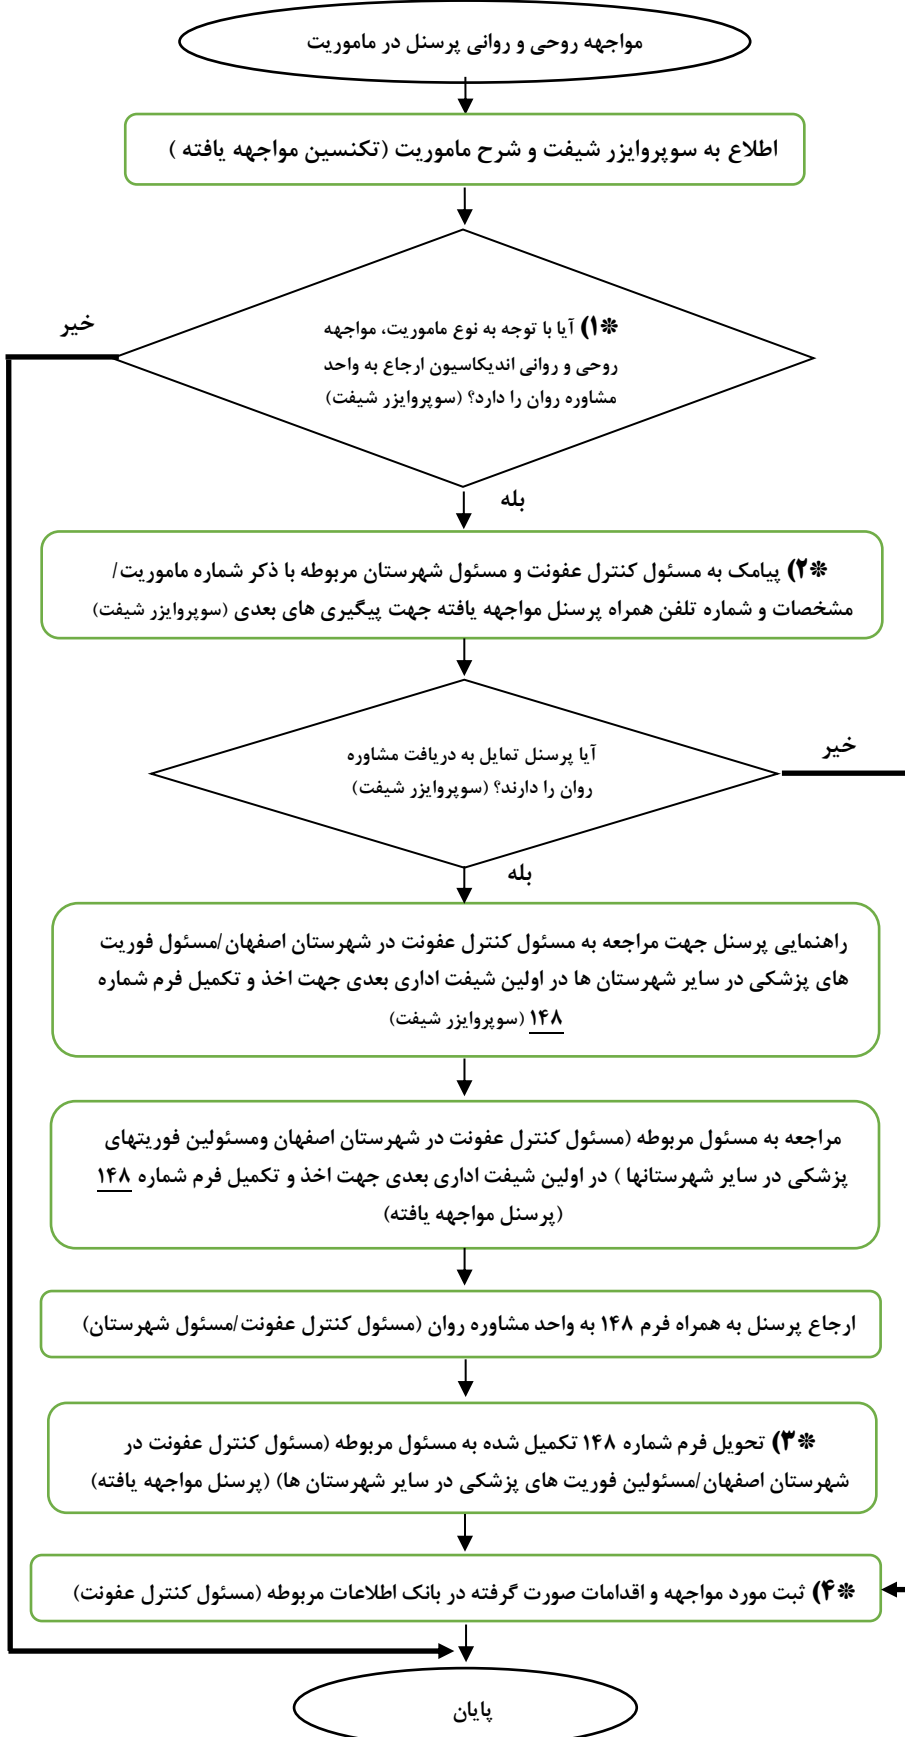 مواجهه روحی و روانی پرسنل در ماموریت
اطلاع به سوپروایزر شیفت و شرح ماموریت (تکنسین مواجهه یافته )
خیر
❇۱) آیا با توجه به نوع ماموریت، مواجهه
روحی و روانی اندیکاسیون ارجاع به واحد
مشاوره روان را دارد؟ (سوپروایزر شیفت)
بله
❇۲) پیامک به مسئول کنترل عفونت و مسئول شهرستان مربوطه با ذکر شماره ماموریت/
مشخصات و شماره تلفن همراه پرسنل مواجهه یافته جهت پیگیری های بعدی (سوپروایزر شیفت)
خیر
آیا پرسنل تمایل به دریافت مشاوره
روان را دارند؟ (سوپروایزر شیفت)
بله
راهنمایی پرسنل جهت مراجعه به مسئول کنترل عفونت در شهرستان اصفهان/مسئول فوریت
های پزشکی در سایر شهرستان ها در اولین شیفت اداری بعدی جهت اخذ و تکمیل فرم شماره
۱۴۸ (سوپروایزر شیفت)
مراجعه به مسئول مربوطه (مسئول کنترل عفونت در شهرستان اصفهان ومسئولین فوریتهای
پزشکی در سایر شهرستانها ) در اولین شیفت اداری بعدی جهت اخذ و تکمیل فرم شماره ۱۴۸
(پرسنل مواجهه یافته)
ارجاع پرسنل به همراه فرم ۱۴۸ به واحد مشاوره روان (مسئول کنترل عفونت/مسئول شهرستان)
❇۳) تحویل فرم شماره ۱۴۸ تکمیل شده به مسئول مربوطه (مسئول کنترل عفونت در
شهرستان اصفهان/مسئولین فوریت های پزشکی در سایر شهرستان ها) (پرسنل مواجهه یافته)
❇۴) ثبت مورد مواجهه و اقدامات صورت گرفته در بانک اطلاعات مربوطه (مسئول کنترل عفونت)
پایان